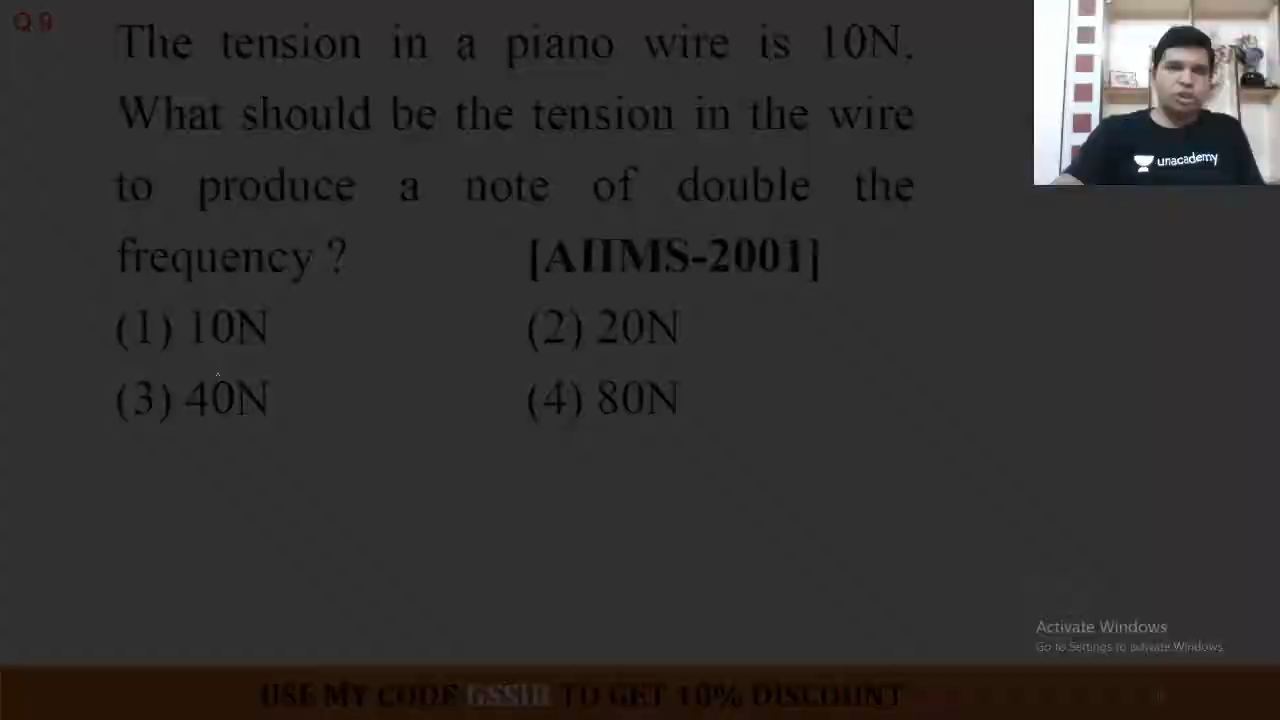 Q 9
The tension in a piano wire is 10N.
What should be the tension in the wire
to produce a note of double the
frequency ? [AIIMS-2001]
(1) 10N (2) 20N
(3) 40N (4) 80N
unacademy
Activate Windows
Go to Settings to activate Windows.
USE MY CODE GSSIR TO GET 10% DISCOUNT